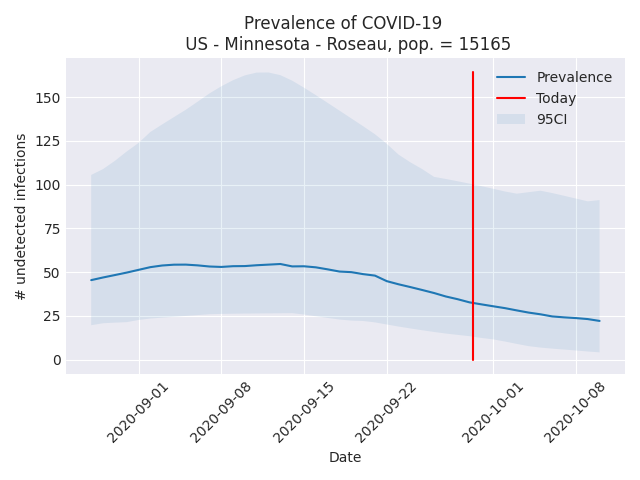 Prevalence of COVID-19
US - Minnesota - Roseau, pop. = 15165
Prevalence
Today
95CI
150
125
100
75
50
25
0
# undetected infections
2020-09-01
2020-09-08
2020-09-15
2020-09-22
2020-10-01
2020-10-08
Date